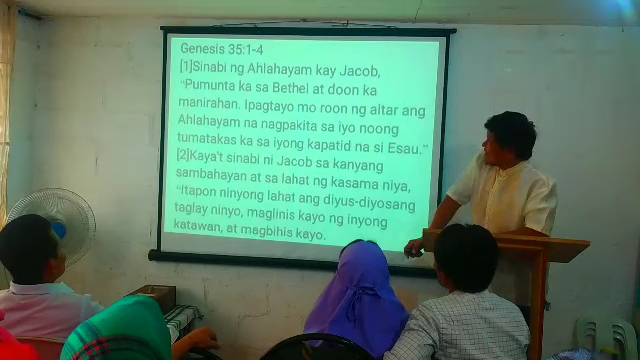 Genesis 35:1-4
[1]Sinabi ng Ahlahayam kay Jacob,
"Pumunta ka sa Bethel at doon ka
manirahan. Ipagtayo mo roon ng altar ang
Ahlahayam na nagpakita sa iyo noong
tumatakas ka sa iyong kapatid na si Esau."
[2]Kaya't sinabi ni Jacob sa kanyang
sambahayan at sa lahat ng kasama niya,
"Itapon ninyong lahat ang diyus-diyosang
taglay ninyo, maglinis kayo ng inyong
katawan, at magbihis kayo.